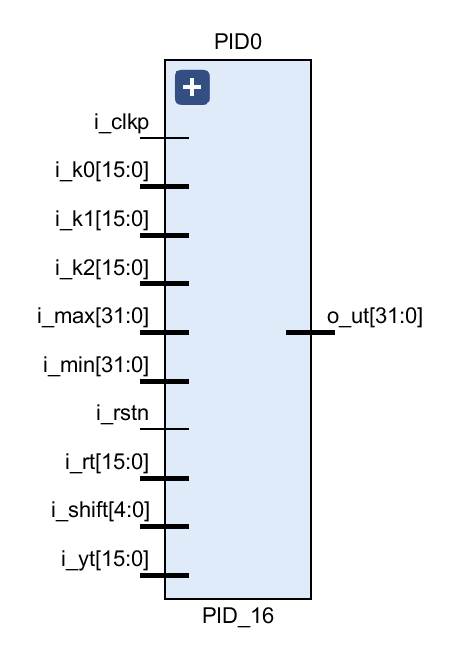 PID0
i_clkp
i_k0[15:0]
i_k1[15:0]
i_k2[15:0]
i_max[31:0]
o_ut[31:0]
i_min[31:0]
i_rstn
i_rt[15:0]
i_shift[4:0]
i_yt[15:0]
PID_16